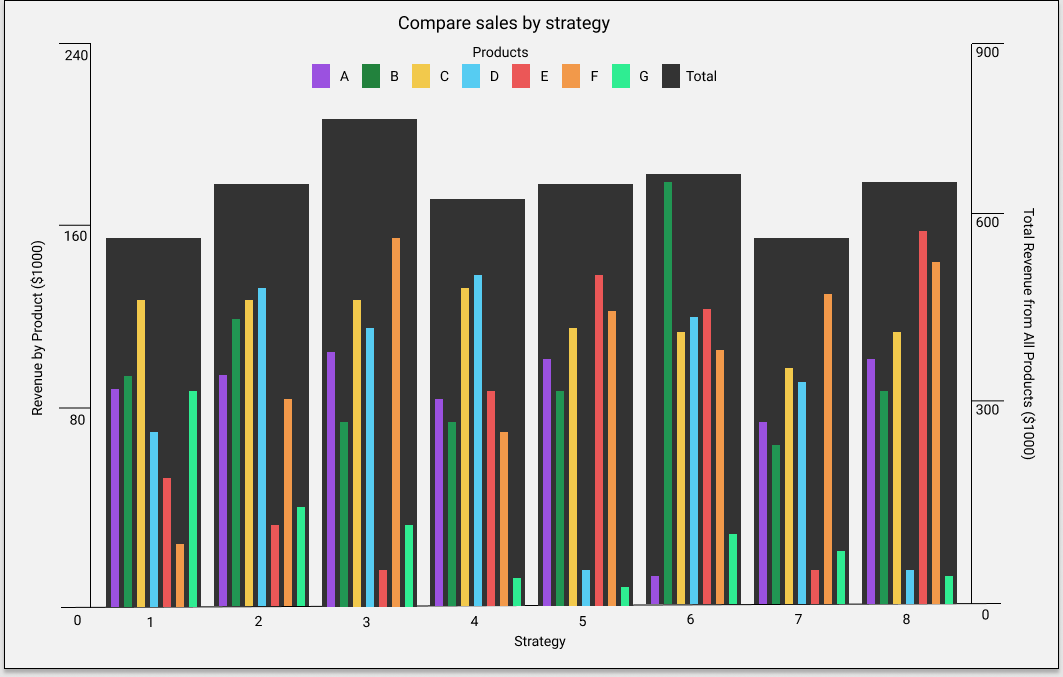 Compare sales by strategy
Products
A B C D E F G Total
240
160
80
0
Revenue by Product ($1000)
900
600
300
0
Total Revenue from All Products ($1000)
1 2 3 4 5 6 7 8
Strategy